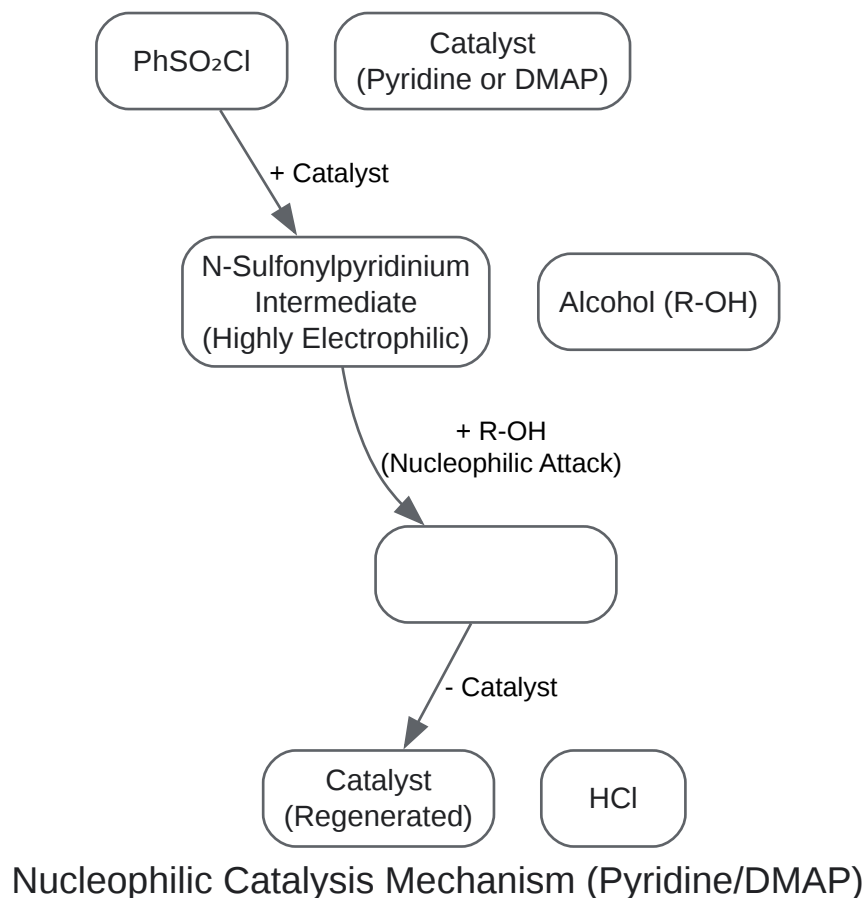 PhSO₂Cl
Catalyst
(Pyridine or DMAP)
+ Catalyst
N-Sulfonylpyridinium
Intermediate
(Highly Electrophilic)
Alcohol (R-OH)
+ R-OH
(Nucleophilic Attack)
- Catalyst
Catalyst
(Regenerated)
HCl
Nucleophilic Catalysis Mechanism (Pyridine/DMAP)